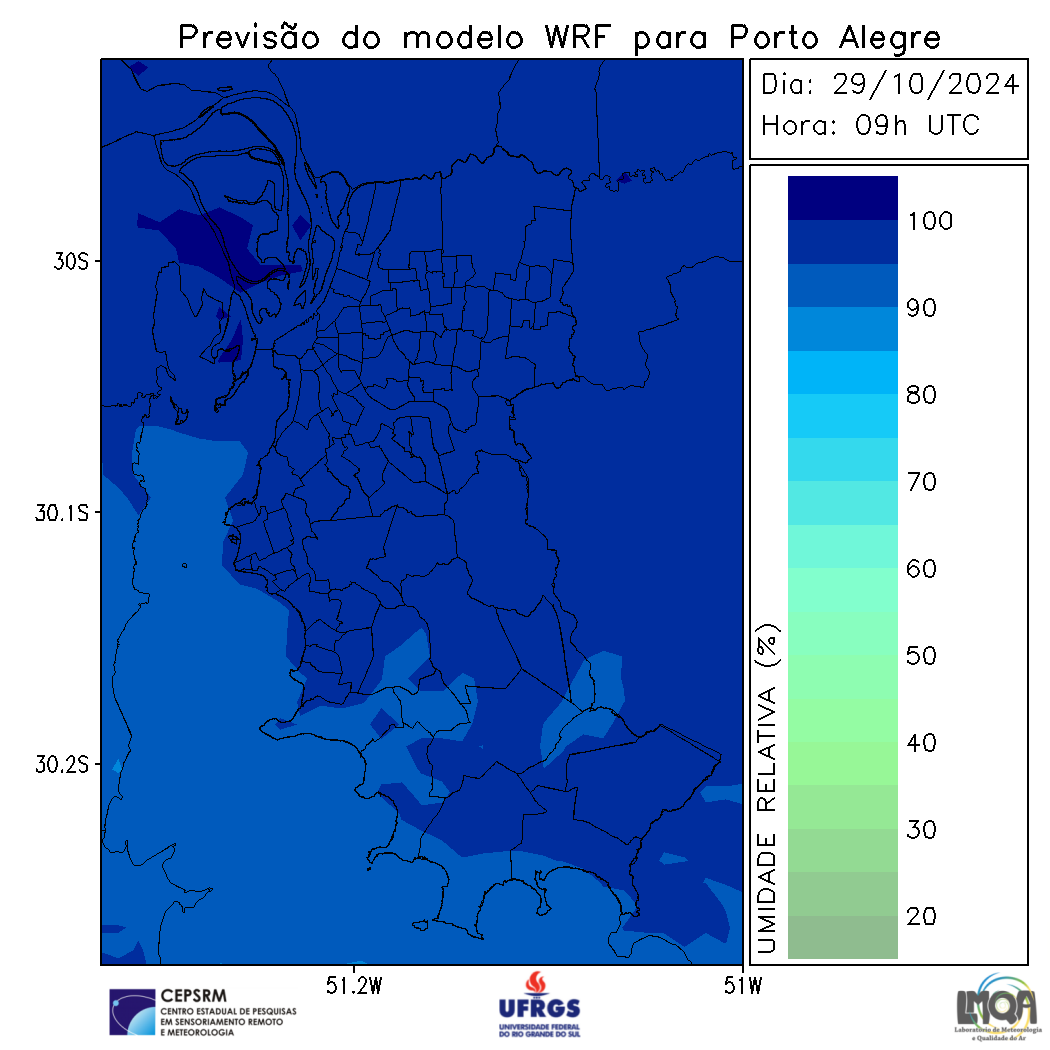 Previsão do modelo WRF para Porto Alegre
Dia: 29/10/2024
Hora: 09h UTC
100
90
80
70
60
50
40
30
20
UMIDADE RELATIVA (%)
30S
30.1S
30.2S
51.2W
51W
CEPSRM
CENTRO ESTADUAL DE PESQUISAS
EM SENSORIAMENTO REMOTO
E METEOROLOGIA
UFRGS
UNIVERSIDADE FEDERAL
DO RIO GRANDE DO SUL
LMQA
Laboratório de Meteorologia
e Qualidade do Ar